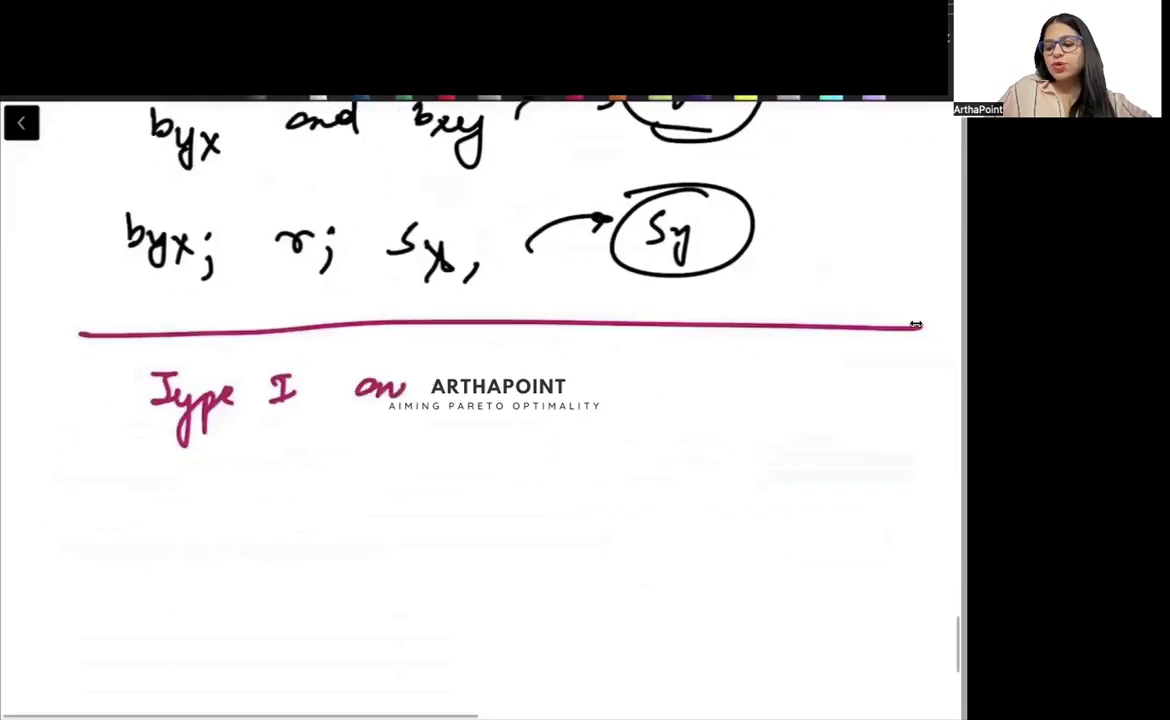 byx and bxy
byx; r; Sx, Sy
Type I on
ARTHAPOINT
AIMING PARETO OPTIMALITY
ArthaPoint